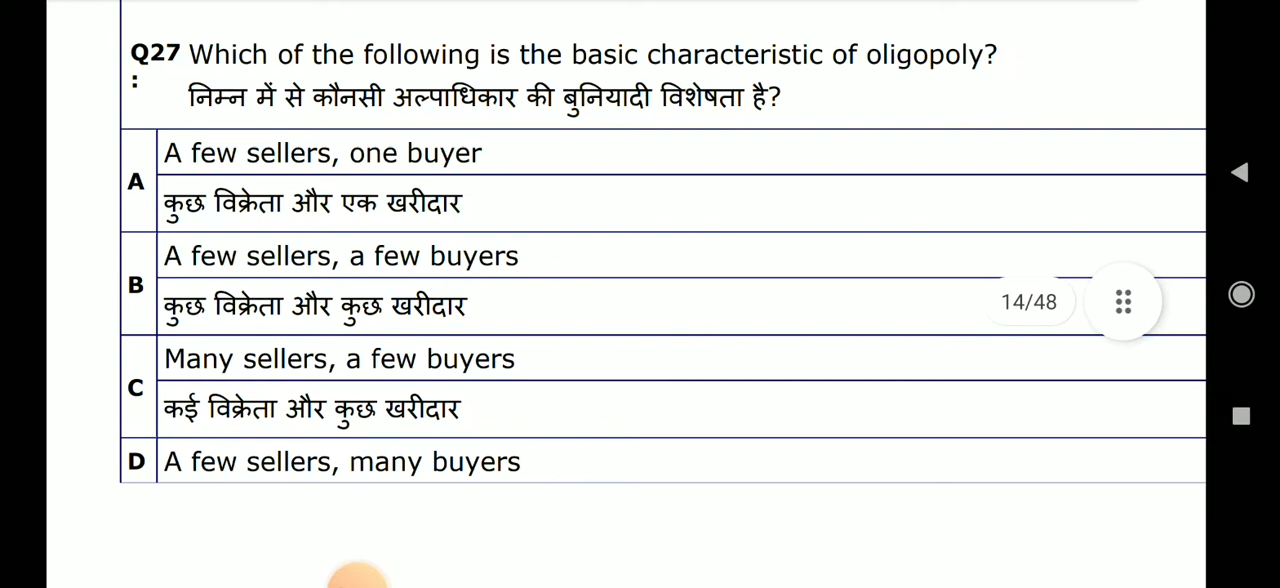 Q27 Which of the following is the basic characteristic of oligopoly?
:
निम्न में से कौनसी अल्पाधिकार की बुनियादी विशेषता है?
A
A few sellers, one buyer
कुछ विक्रेता और एक खरीदार
B
A few sellers, a few buyers
कुछ विक्रेता और कुछ खरीदार
14/48
C
Many sellers, a few buyers
कई विक्रेता और कुछ खरीदार
D A few sellers, many buyers